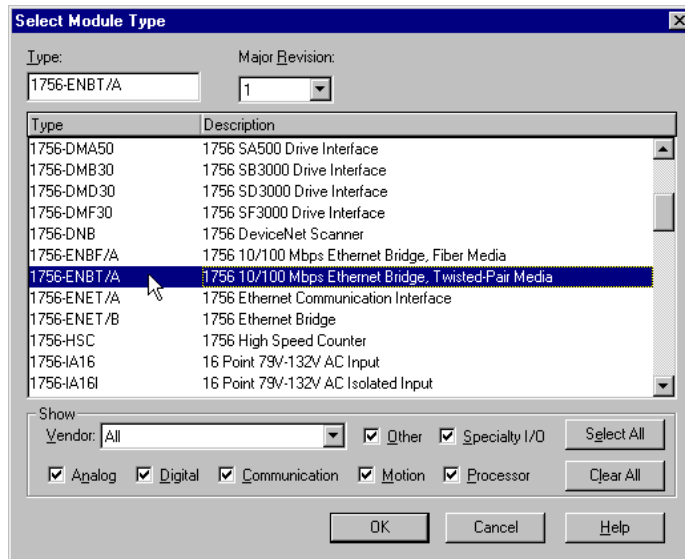 Select Module Type
Type: Major Revision:
1756-ENBT/A 1
Type Description
1756-DMA50 1756 SA500 Drive Interface
1756-DMB30 1756 SB3000 Drive Interface
1756-DMD30 1756 SD3000 Drive Interface
1756-DMF30 1756 SF3000 Drive Interface
1756-DNB 1756 DeviceNet Scanner
1756-ENBF/A 1756 10/100 Mbps Ethernet Bridge, Fiber Media
1756-ENBT/A 1756 10/100 Mbps Ethernet Bridge, Twisted-Pair Media
1756-ENET/A 1756 Ethernet Communication Interface
1756-ENET/B 1756 Ethernet Bridge
1756-HSC 1756 High Speed Counter
1756-IA16 16 Point 79V-132V AC Input
1756-IA16I 16 Point 79V-132V AC Isolated Input
Show
Vendor: All Other Specialty I/O Select All
Analog Digital Communication Motion Processor Clear All
OK Cancel Help